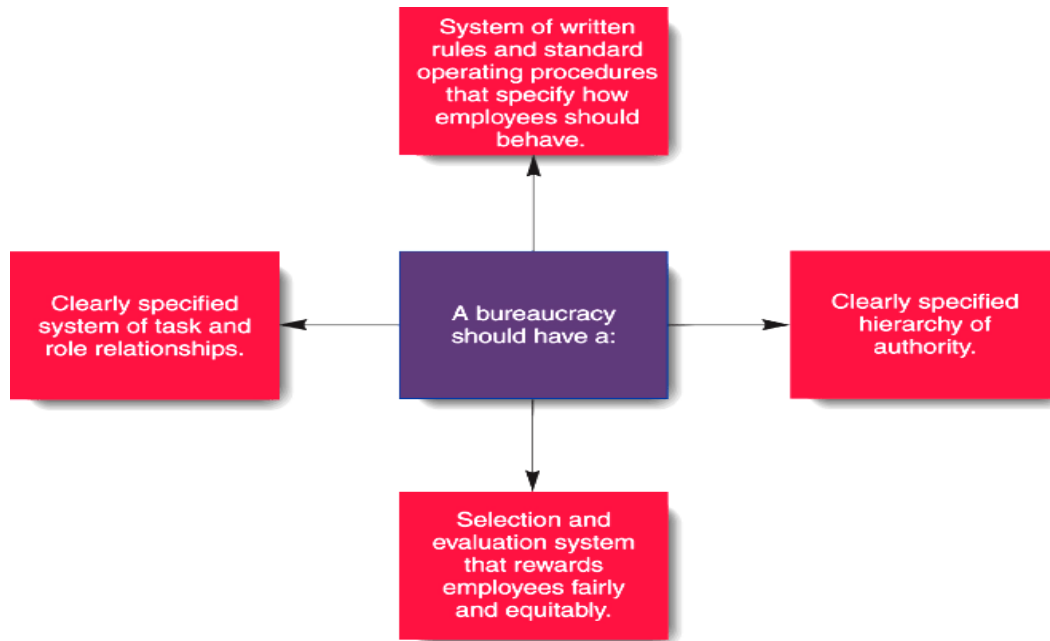 System of written
rules and standard
operating procedures
that specify how
employees should
behave.
Clearly specified
system of task and
role relationships.
A bureaucracy
should have a:
Clearly specified
hierarchy of
authority.
Selection and
evaluation system
that rewards
employees fairly
and equitably.